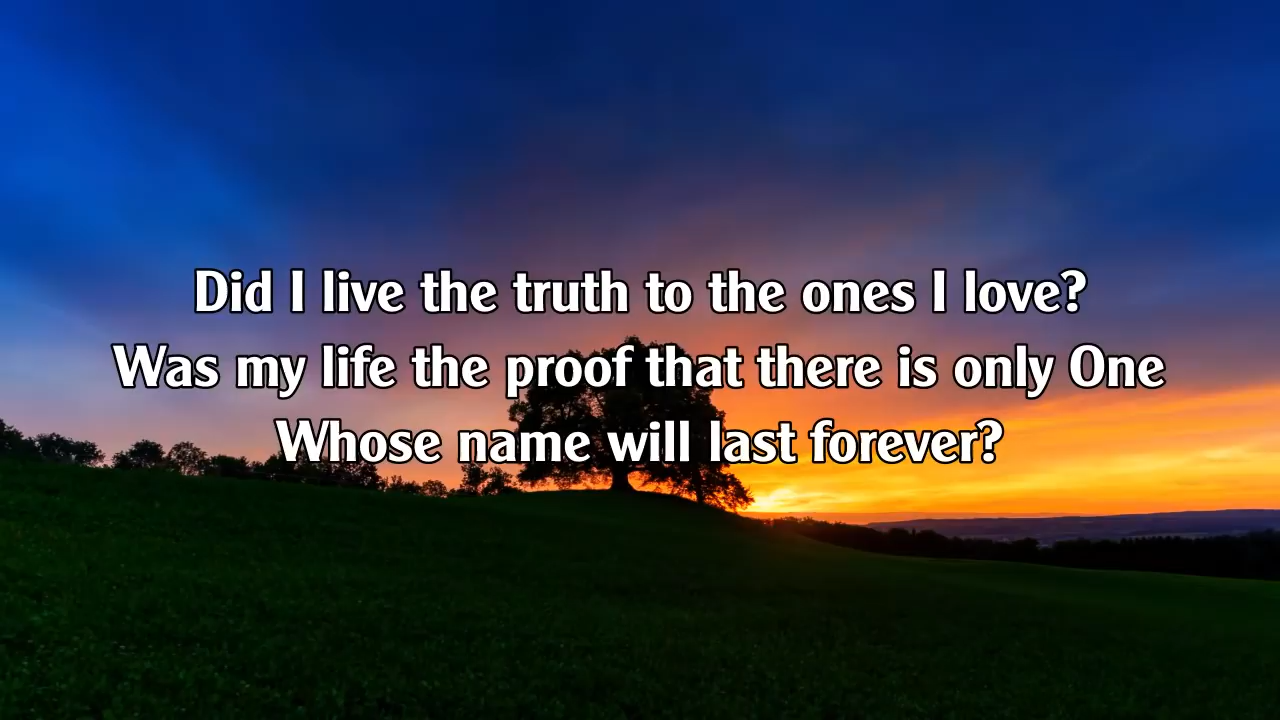 Did I live the truth to the ones I love?
Was my life the proof that there is only One
Whose name will last forever?